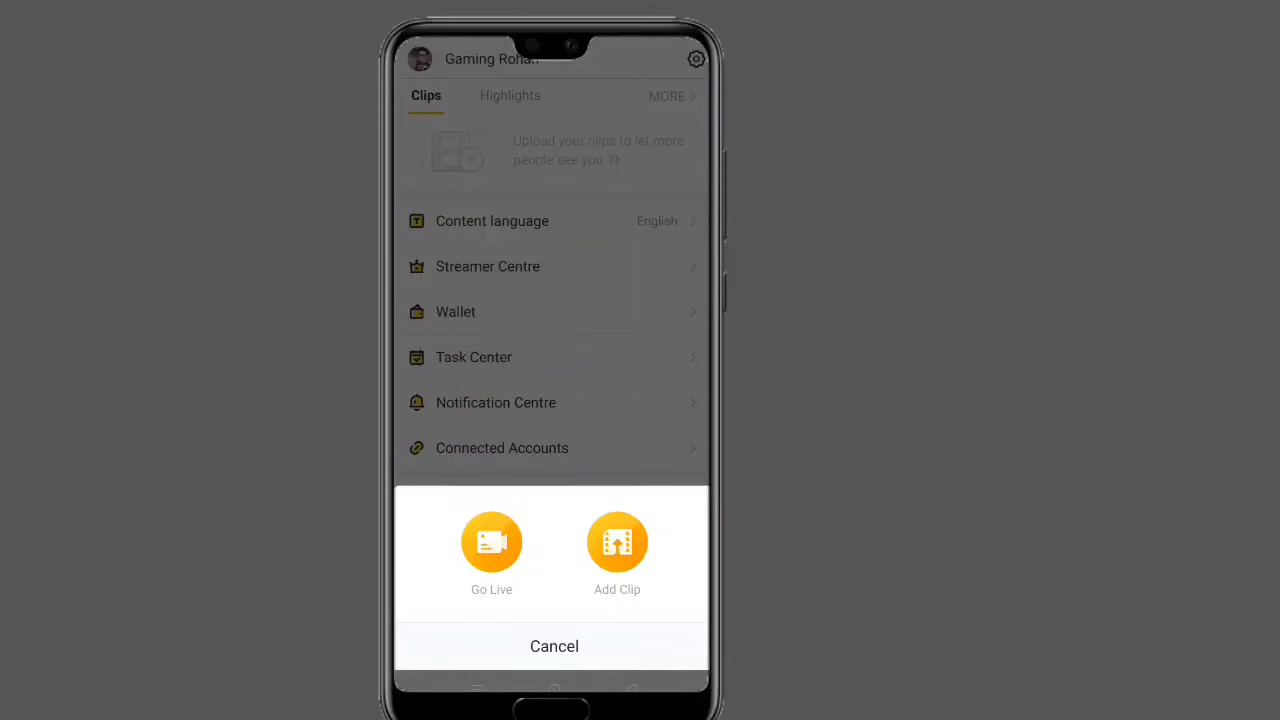 Gaming Rohan
Clips Highlights MORE
Upload your clips to let more
people see you
Content language English
Streamer Centre
Wallet
Task Center
Notification Centre
Connected Accounts
Go Live Add Clip
Cancel